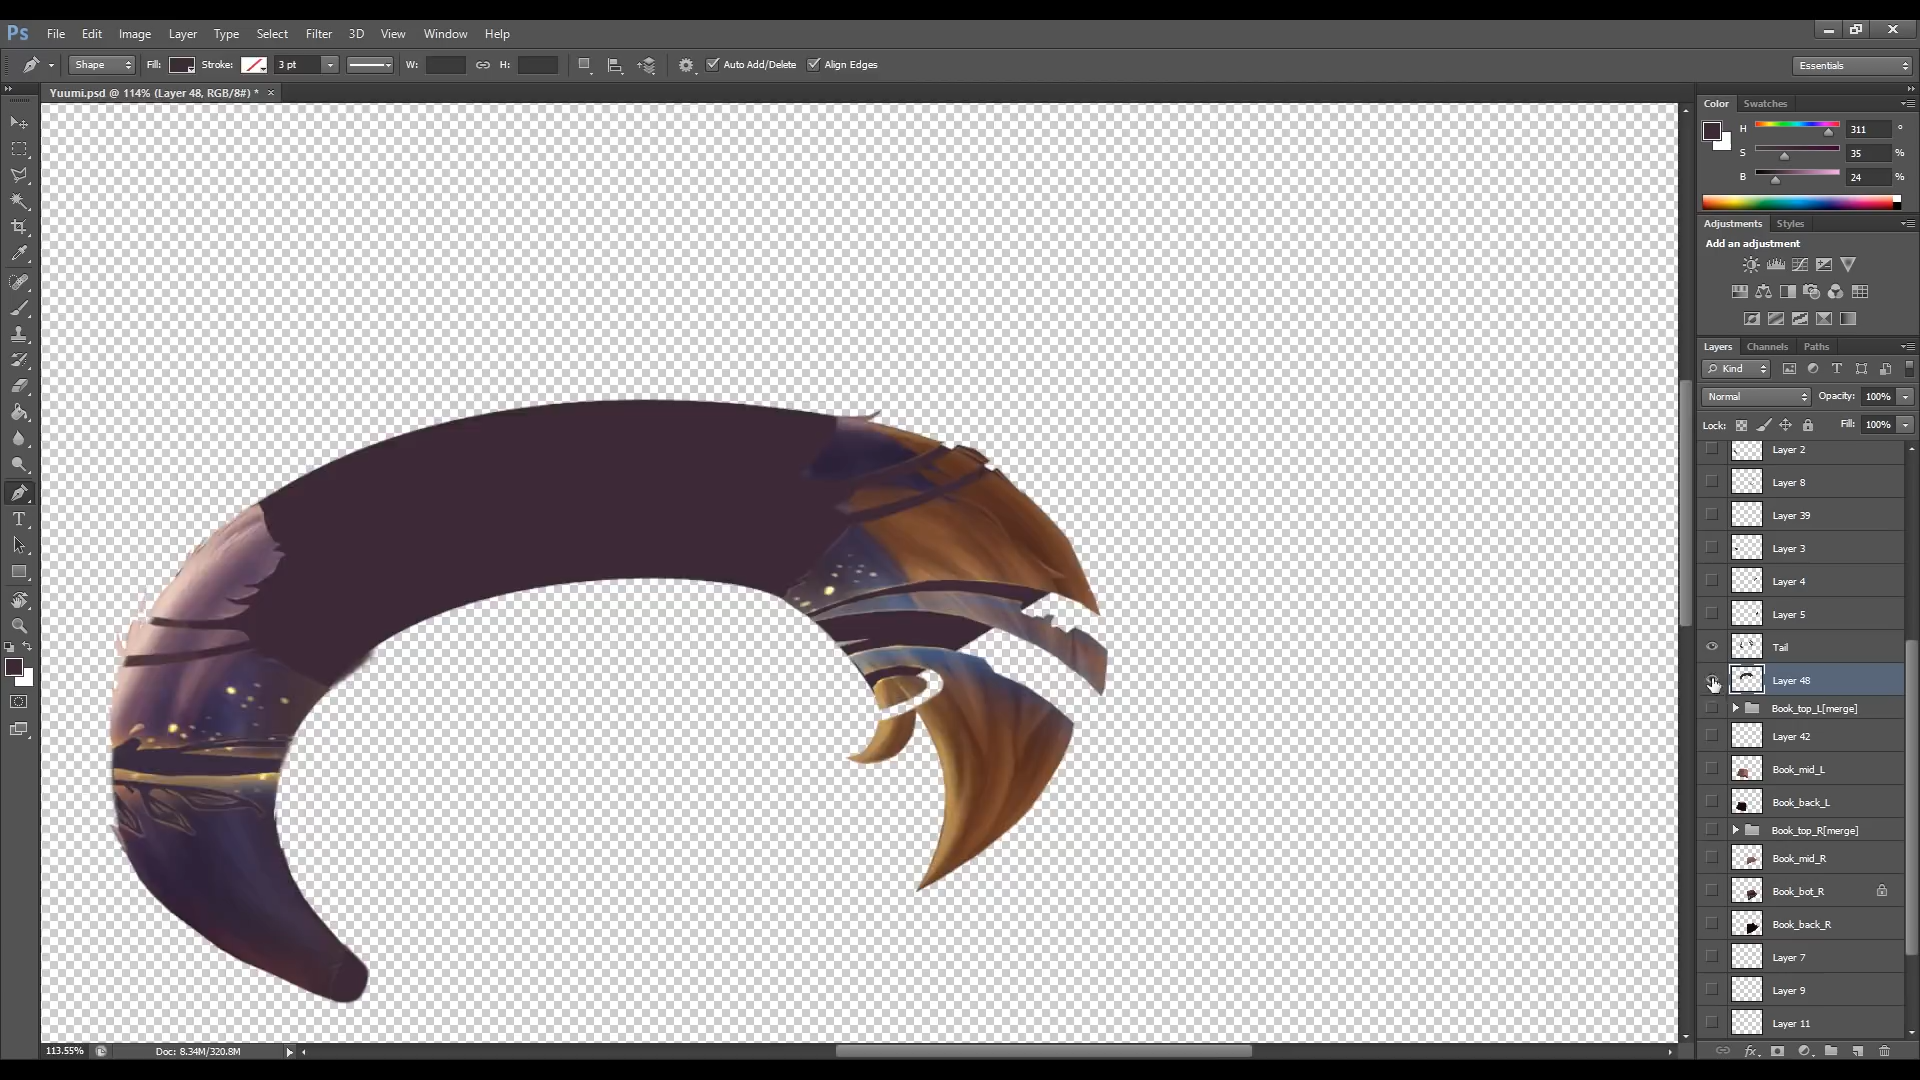 Ps File Edit Image Layer Type Select Filter 3D View Window Help
Shape Fill: Stroke: 3 pt W: H: Auto Add/Delete Align Edges Essentials
Yuumi.psd @ 114% (Layer 48, RGB/8#) * ×
Color Swatches
H 311 °
S 35 %
B 24 %
Adjustments Styles
Add an adjustment
Layers Channels Paths
Kind
Normal Opacity: 100%
Lock: Fill: 100%
Layer 2
Layer 8
Layer 39
Layer 3
Layer 4
Layer 5
Tail
Layer 48
Book_top_L[merge]
Layer 42
Book_mid_L
Book_back_L
Book_top_R[merge]
Book_mid_R
Book_bot_R
Book_back_R
Layer 7
Layer 9
Layer 11
113.55% Doc: 8.34M/320.8M